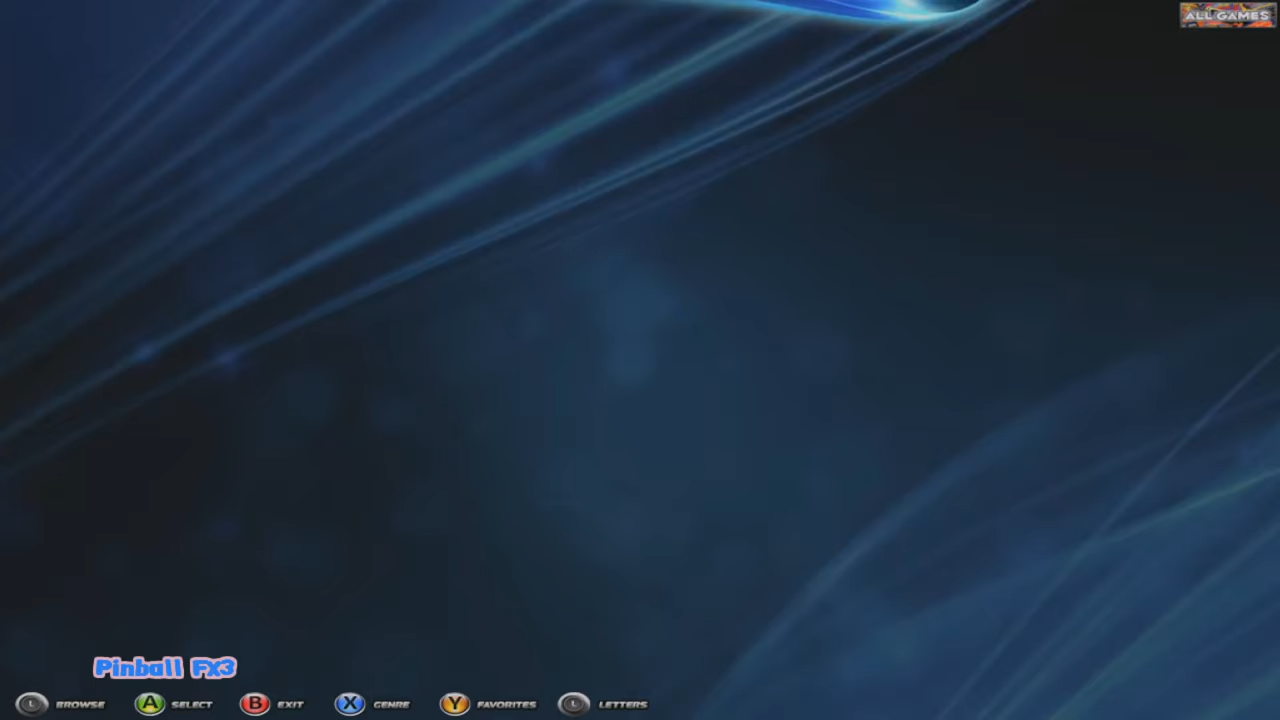 ALL GAMES
Pinball FX3
L BROWSE A SELECT B EXIT X GENRE Y FAVORITES L LETTERS